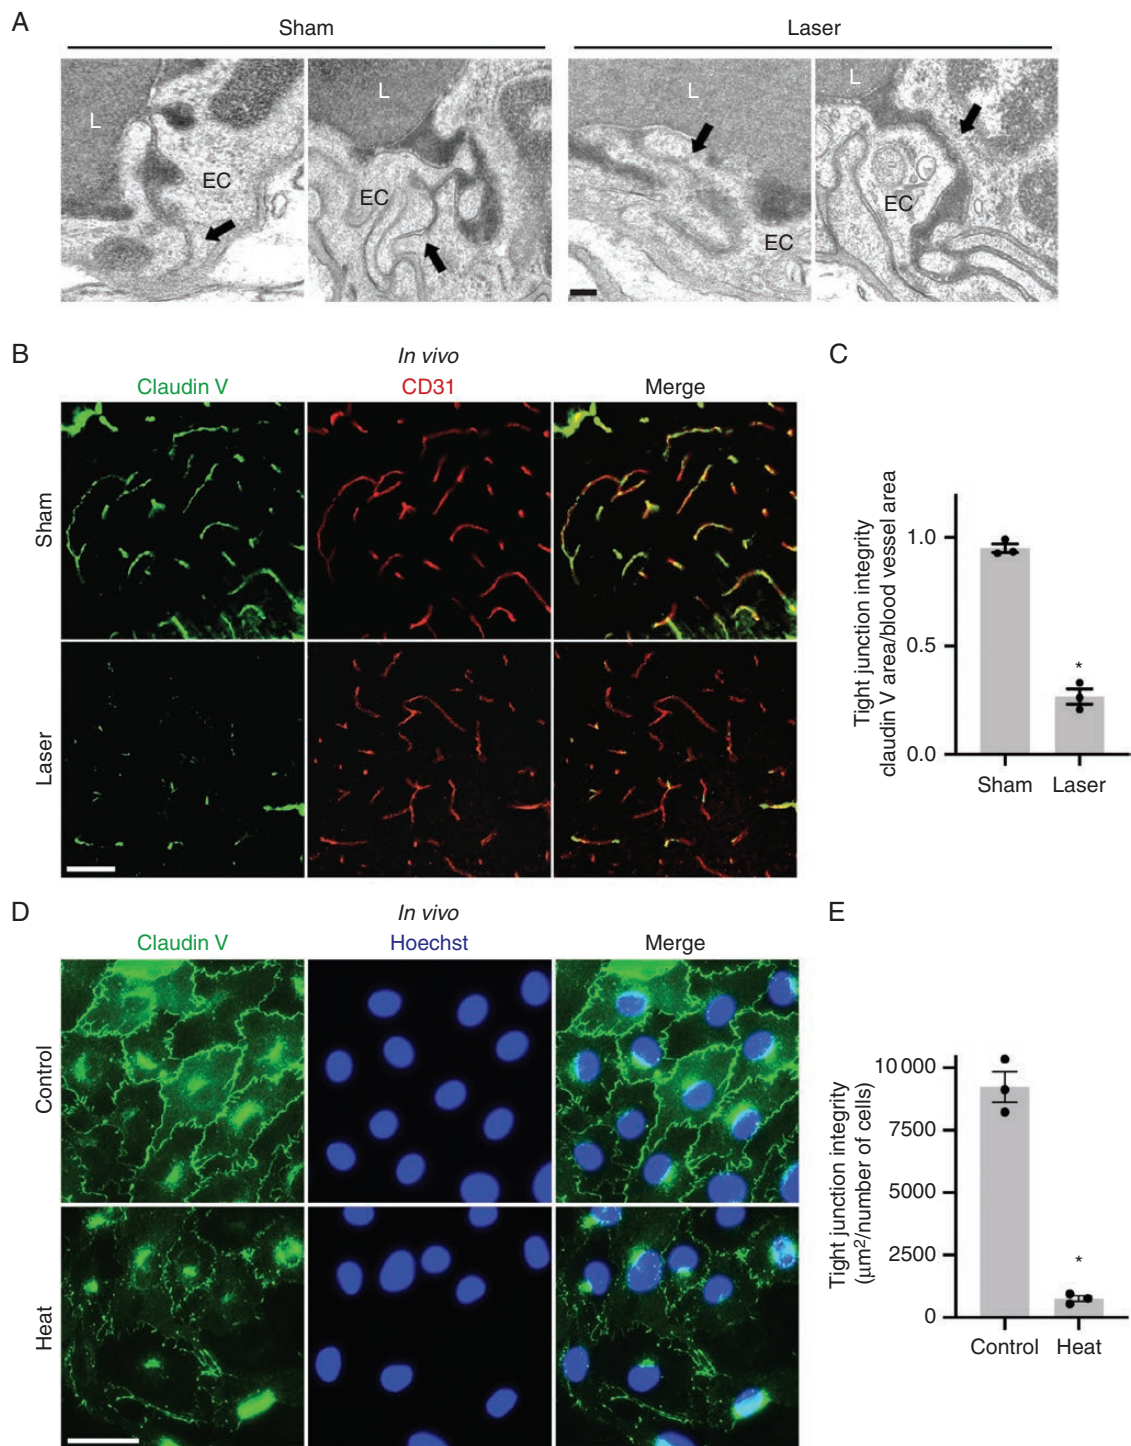 A
Sham
Laser
L
L
L
L
EC
EC
EC
EC
B
In vivo
Claudin V
CD31
Merge
Sham
Laser
C
Tight junction integrity
claudin V area/blood vessel area
1.0
0.5
0.0
*
Sham Laser
D
In vivo
Claudin V
Hoechst
Merge
Control
Heat
E
Tight junction integrity
(μm²/number of cells)
10 000
7500
5000
2500
0
*
Control Heat